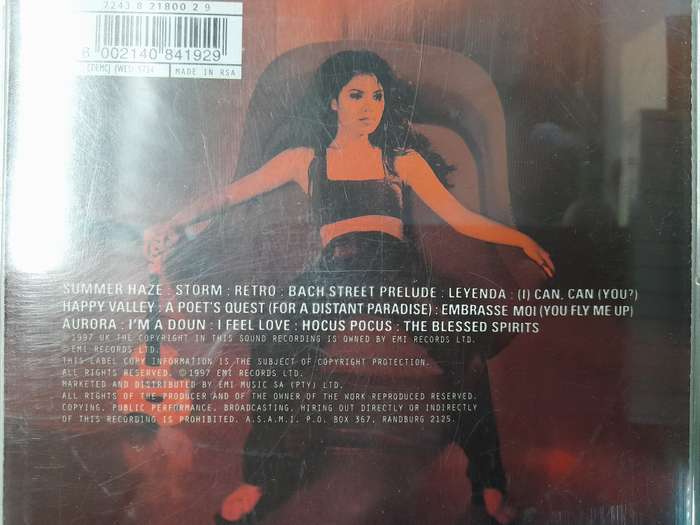 7243 8 21800 2 9
8 002140 841929
MADE IN RSA
SUMMER HAZE : STORM : RETRO : BACH STREET PRELUDE : LEYENDA : (I) CAN, CAN (YOU?)
HAPPY VALLEY : A POET'S QUEST (FOR A DISTANT PARADISE) : EMBRASSE MOI (YOU FLY ME UP)
AURORA : I'M A DOUN : I FEEL LOVE : HOCUS POCUS : THE BLESSED SPIRITS
©1997 UK THE COPYRIGHT IN THIS SOUND RECORDING IS OWNED BY EMI RECORDS LTD.
EMI RECORDS LTD.
THIS LABEL COPY INFORMATION IS THE SUBJECT OF COPYRIGHT PROTECTION.
ALL RIGHTS RESERVED. ©1997 EMI RECORDS LTD.
MARKETED AND DISTRIBUTED BY EMI MUSIC SA (PTY) LTD.
ALL RIGHTS OF THE PRODUCER AND OF THE OWNER OF THE WORK REPRODUCED RESERVED.
COPYING, PUBLIC PERFORMANCE, BROADCASTING, HIRING OUT DIRECTLY OR INDIRECTLY
OF THIS RECORDING IS PROHIBITED. A.S.A.M.I. P.O. BOX 367, RANDBURG 2125.